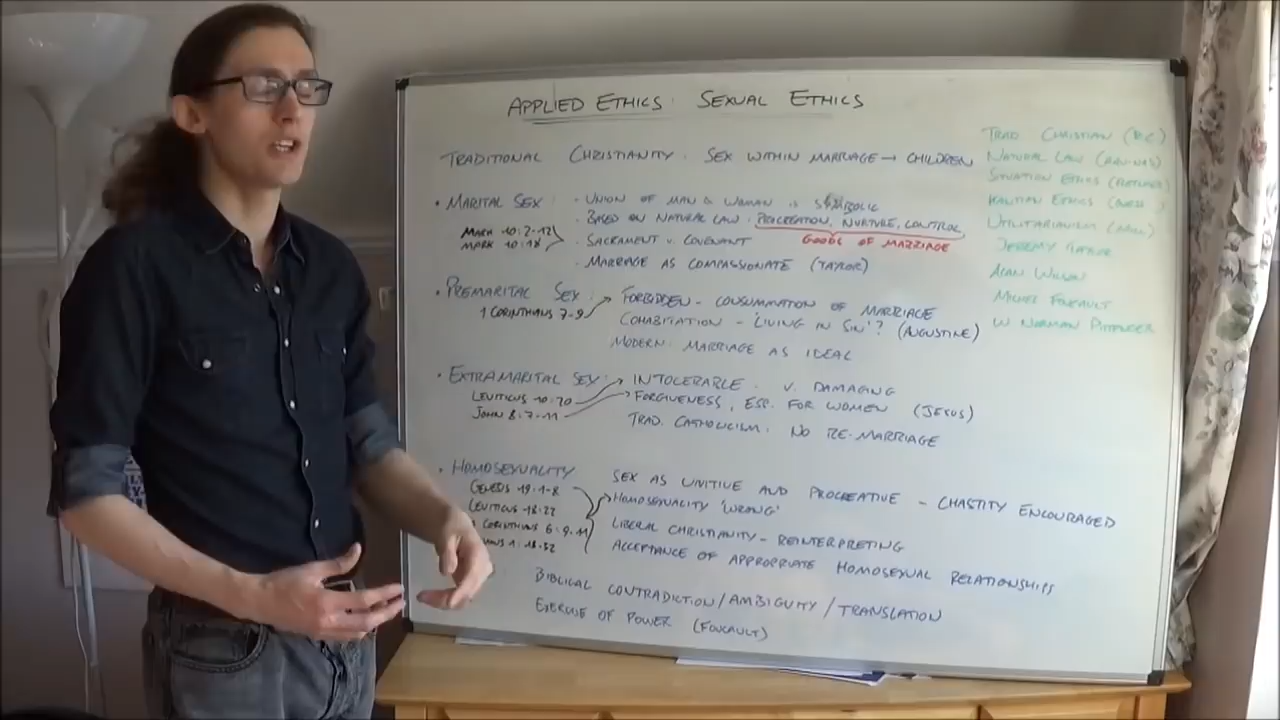 APPLIED ETHICS: SEXUAL ETHICS
TRADITIONAL CHRISTIANITY: SEX WITHIN MARRIAGE → CHILDREN
• MARITAL SEX:
MARK 10:2-12
MARK 10:18
• UNION OF MAN & WOMAN IS SYMBOLIC
• BASED ON NATURAL LAW: PROCREATION, NURTURE, CONTROL
GOODS OF MARRIAGE
• SACRAMENT V. COVENANT
• MARRIAGE AS COMPASSIONATE (TAYLOR)
• PREMARITAL SEX:
1 CORINTHIANS 7-9
FORBIDDEN - CONSUMMATION OF MARRIAGE
COHABITATION - 'LIVING IN SIN'? (AUGUSTINE)
MODERN: MARRIAGE AS IDEAL
• EXTRAMARITAL SEX:
LEVITICUS 10:20
JOHN 8:7-11
INTOLERABLE. V. DAMAGING
FORGIVENESS, ESP. FOR WOMEN (JESUS)
TRAD. CATHOLICISM: NO RE-MARRIAGE
• HOMOSEXUALITY
GENESIS 19:1-8
LEVITICUS 18:22
CORINTHIANS 6:9-11
1:18-32
SEX AS UNITIVE AND PROCREATIVE - CHASTITY ENCOURAGED
HOMOSEXUALITY 'WRONG'
LIBERAL CHRISTIANITY - REINTERPRETING
ACCEPTANCE OF APPROPRIATE HOMOSEXUAL RELATIONSHIPS
BIBLICAL CONTRADICTION/AMBIGUITY/TRANSLATION
EXERCISE OF POWER (FOUCAULT)
TRAD CHRISTIAN (R.C)
NATURAL LAW (AQUINAS)
SITUATION ETHICS (FLETCHER)
KANTIAN ETHICS
UTILITARIANISM (MILL)
JEREMY TAYLOR
ALAN WILSON
MICHEL FOUCAULT
W NORMAN PITTENGER